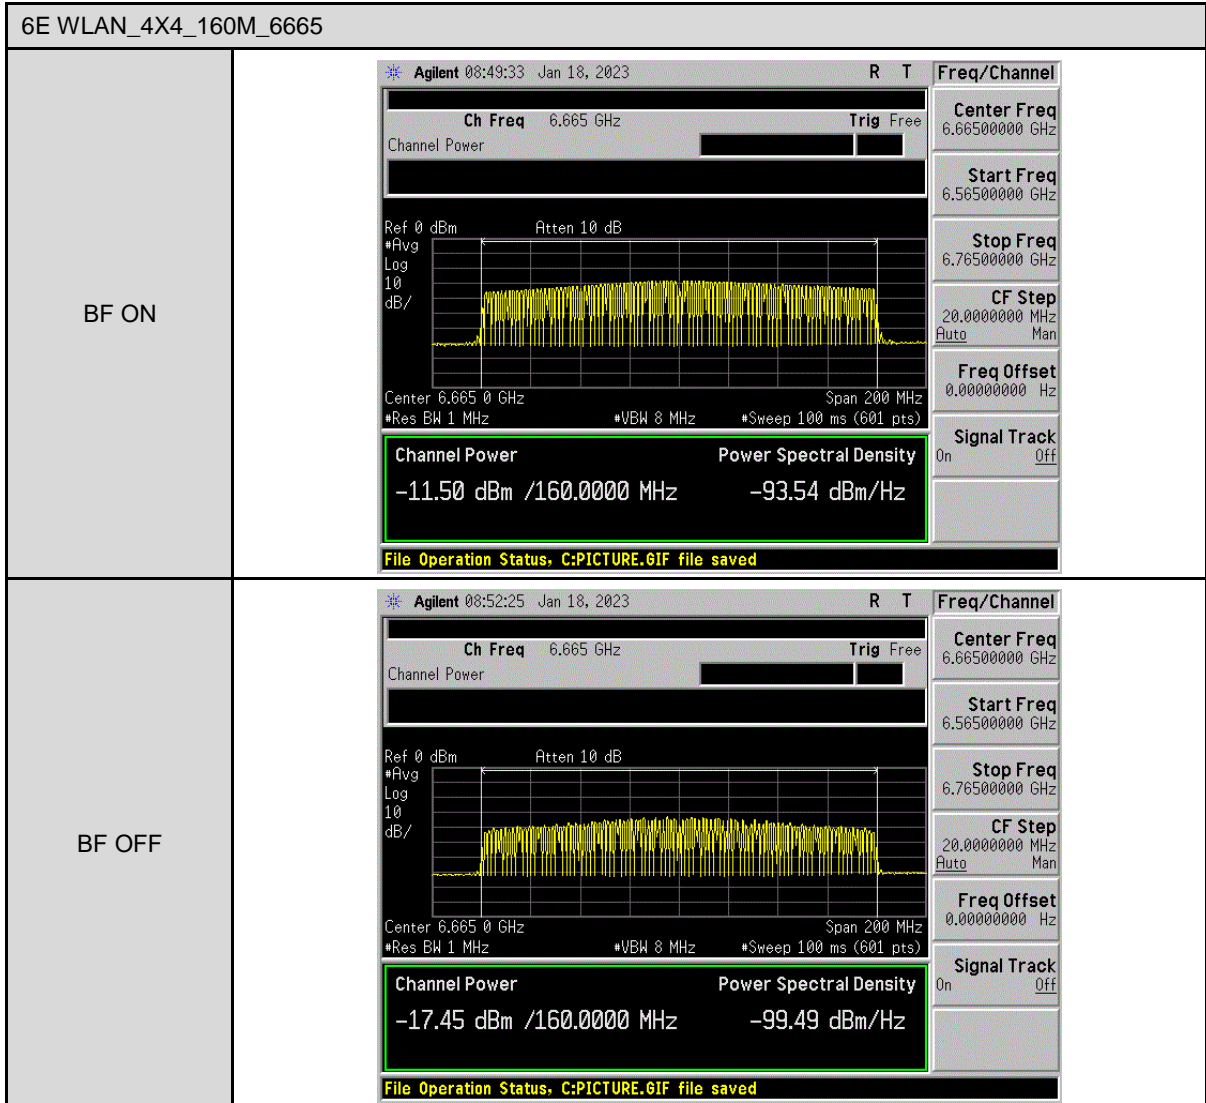 6E WLAN_4X4_160M_6665
BF ON
Agilent 08:49:33 Jan 18, 2023 R T
Freq/Channel
Ch Freq 6.665 GHz Trig Free
Channel Power
Center Freq
6.66500000 GHz
Start Freq
6.56500000 GHz
Stop Freq
6.76500000 GHz
CF Step
20.0000000 MHz
Auto Man
Freq Offset
0.00000000 Hz
Signal Track
On Off
Ref 0 dBm Atten 10 dB
#Avg
Log
10
dB/
Center 6.665 0 GHz Span 200 MHz
#Res BW 1 MHz #VBW 8 MHz #Sweep 100 ms (601 pts)
Channel Power Power Spectral Density
-11.50 dBm /160.0000 MHz -93.54 dBm/Hz
File Operation Status, C:PICTURE.GIF file saved
BF OFF
Agilent 08:52:25 Jan 18, 2023 R T
Freq/Channel
Ch Freq 6.665 GHz Trig Free
Channel Power
Center Freq
6.66500000 GHz
Start Freq
6.56500000 GHz
Stop Freq
6.76500000 GHz
CF Step
20.0000000 MHz
Auto Man
Freq Offset
0.00000000 Hz
Signal Track
On Off
Ref 0 dBm Atten 10 dB
#Avg
Log
10
dB/
Center 6.665 0 GHz Span 200 MHz
#Res BW 1 MHz #VBW 8 MHz #Sweep 100 ms (601 pts)
Channel Power Power Spectral Density
-17.45 dBm /160.0000 MHz -99.49 dBm/Hz
File Operation Status, C:PICTURE.GIF file saved